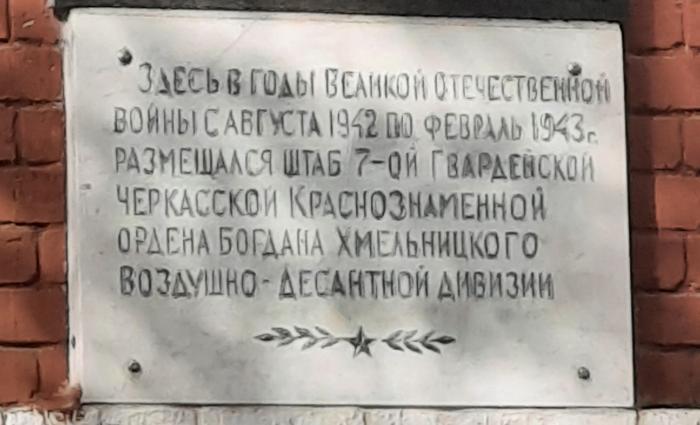 Здесь в годы Великой Отечественной
войны с августа 1942 по февраль 1943г.
размещался штаб 7-ой Гвардейской
Черкасской Краснознаменной
ордена Богдана Хмельницкого
воздушно-десантной дивизии